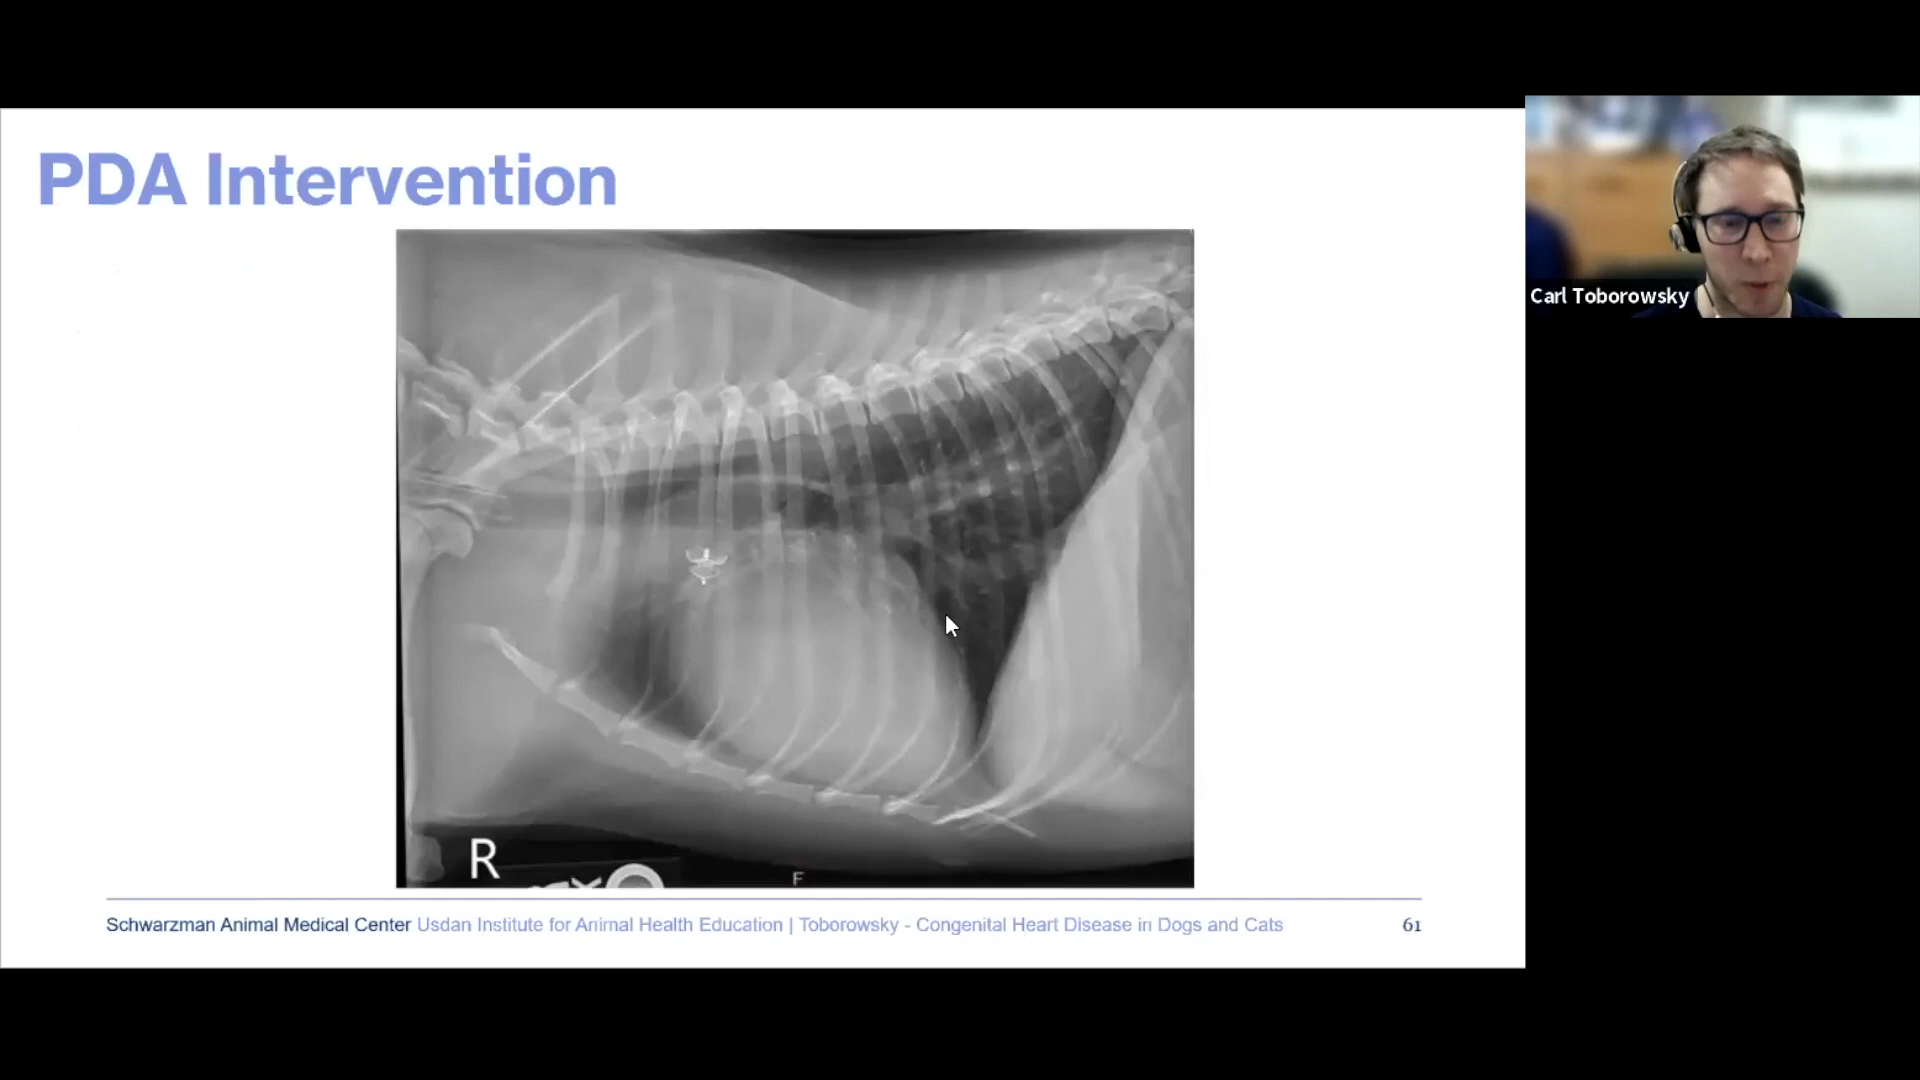 PDA Intervention
Carl Toborowsky
R
F
Schwarzman Animal Medical Center Usdan Institute for Animal Health Education | Toborowsky - Congenital Heart Disease in Dogs and Cats
61